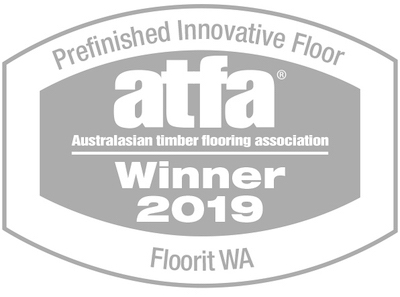 Prefinished Innovative Floor
atfa®
Australasian timber flooring association
Winner
2019
Floorit WA